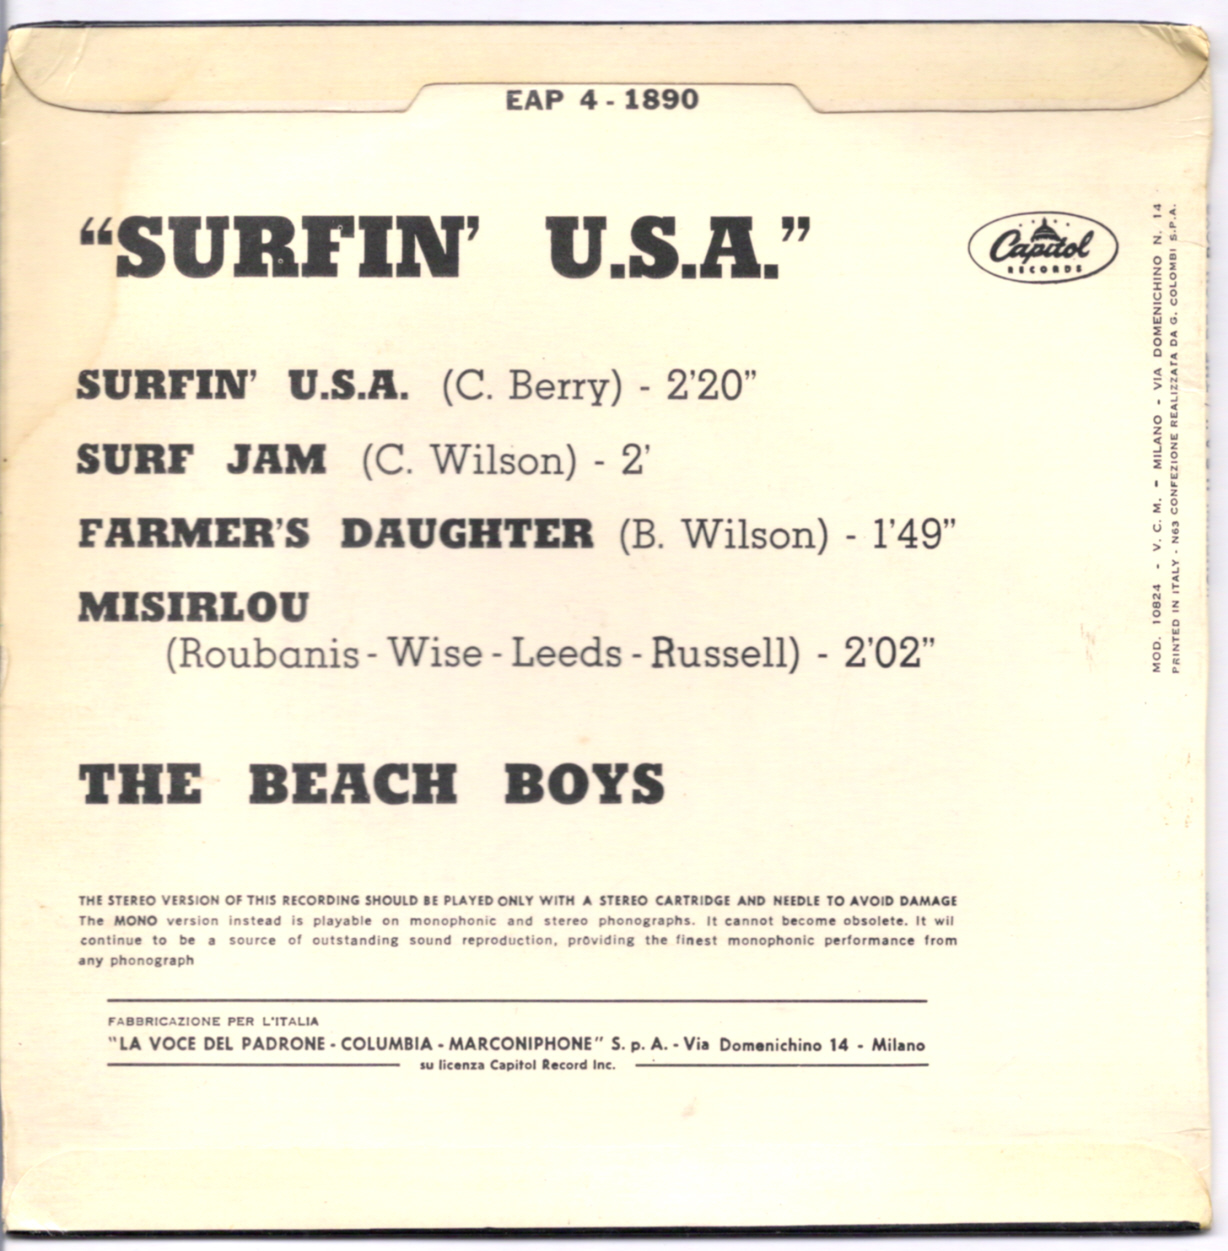 EAP 4 - 1890
“SURFIN’ U.S.A.”
Capitol
RECORDS
SURFIN’ U.S.A. (C. Berry) - 2’20”
SURF JAM (C. Wilson) - 2’
FARMER’S DAUGHTER (B. Wilson) - 1’49”
MISIRLOU
(Roubanis - Wise - Leeds - Russell) - 2’02”
THE BEACH BOYS
THE STEREO VERSION OF THIS RECORDING SHOULD BE PLAYED ONLY WITH A STEREO CARTRIDGE AND NEEDLE TO AVOID DAMAGE
The MONO version instead is playable on monophonic and stereo phonographs. It cannot become obsolete. It wil
continue to be a source of outstanding sound reproduction, providing the finest monophonic performance from
any phonograph
FABBRICAZIONE PER L'ITALIA
"LA VOCE DEL PADRONE - COLUMBIA - MARCONIPHONE" S. p. A. - Via Domenichino 14 - Milano
su licenza Capitol Record Inc.
MOD. 10824 - V. C. M. - MILANO - VIA DOMENICHINO N. 14
PRINTED IN ITALY - N63 CONFEZIONE REALIZZATA DA G. COLOMBI S.P.A.